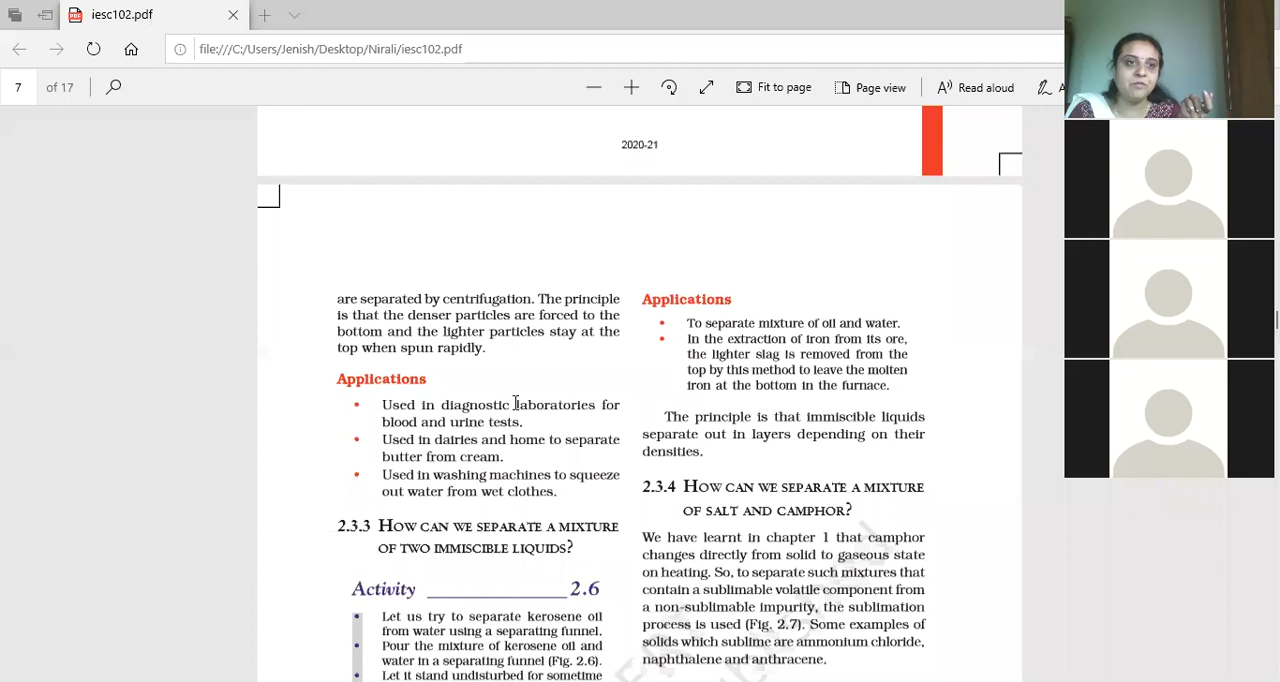 iesc102.pdf
file:///C:/Users/Jenish/Desktop/Nirali/iesc102.pdf
7 of 17
Fit to page
Page view
Read aloud
2020-21
are separated by centrifugation. The principle
is that the denser particles are forced to the
bottom and the lighter particles stay at the
top when spun rapidly.
Applications
• Used in diagnostic laboratories for
blood and urine tests.
• Used in dairies and home to separate
butter from cream.
• Used in washing machines to squeeze
out water from wet clothes.
2.3.3 HOW CAN WE SEPARATE A MIXTURE
OF TWO IMMISCIBLE LIQUIDS?
Activity ____________ 2.6
• Let us try to separate kerosene oil
from water using a separating funnel.
• Pour the mixture of kerosene oil and
water in a separating funnel (Fig. 2.6).
• Let it stand undisturbed for sometime
Applications
• To separate mixture of oil and water.
• In the extraction of iron from its ore,
the lighter slag is removed from the
top by this method to leave the molten
iron at the bottom in the furnace.
The principle is that immiscible liquids
separate out in layers depending on their
densities.
2.3.4 HOW CAN WE SEPARATE A MIXTURE
OF SALT AND CAMPHOR?
We have learnt in chapter 1 that camphor
changes directly from solid to gaseous state
on heating. So, to separate such mixtures that
contain a sublimable volatile component from
a non-sublimable impurity, the sublimation
process is used (Fig. 2.7). Some examples of
solids which sublime are ammonium chloride,
naphthalene and anthracene.